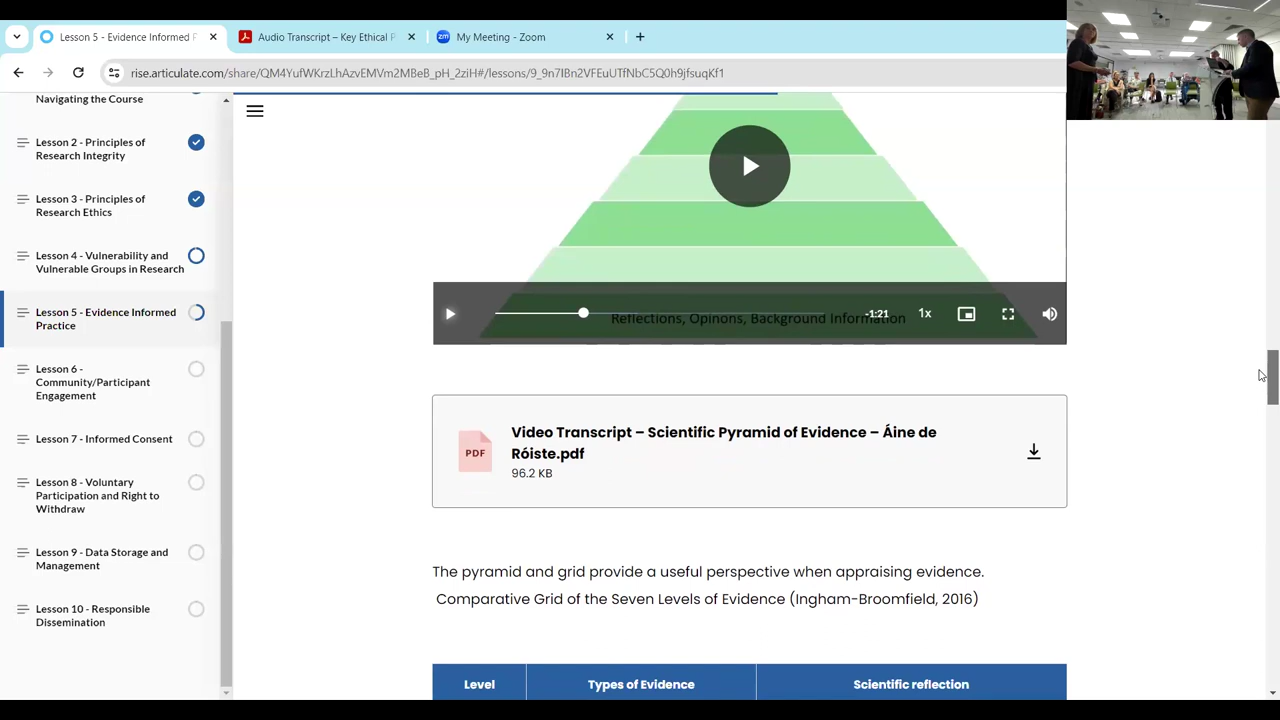 Lesson 5 - Evidence Informed P
Audio Transcript – Key Ethical P
My Meeting - Zoom
rise.articulate.com/share/QM4YufWKrzLhAzvEMVm2MBeB_pH_2ziH#/lessons/9_9n7IBn2VFEuUTfNbC5Q0h9jfsuqKf1
Navigating the Course
Lesson 2 - Principles of
Research Integrity
Lesson 3 - Principles of
Research Ethics
Lesson 4 - Vulnerability and
Vulnerable Groups in Research
Lesson 5 - Evidence Informed
Practice
Lesson 6 -
Community/Participant
Engagement
Lesson 7 - Informed Consent
Lesson 8 - Voluntary
Participation and Right to
Withdraw
Lesson 9 - Data Storage and
Management
Lesson 10 - Responsible
Dissemination
Reflections, Opinons, Background Information
-1:21
1x
PDF
Video Transcript – Scientific Pyramid of Evidence – Áine de
Róiste.pdf
96.2 KB
The pyramid and grid provide a useful perspective when appraising evidence.
Comparative Grid of the Seven Levels of Evidence (Ingham-Broomfield, 2016)
Level
Types of Evidence
Scientific reflection